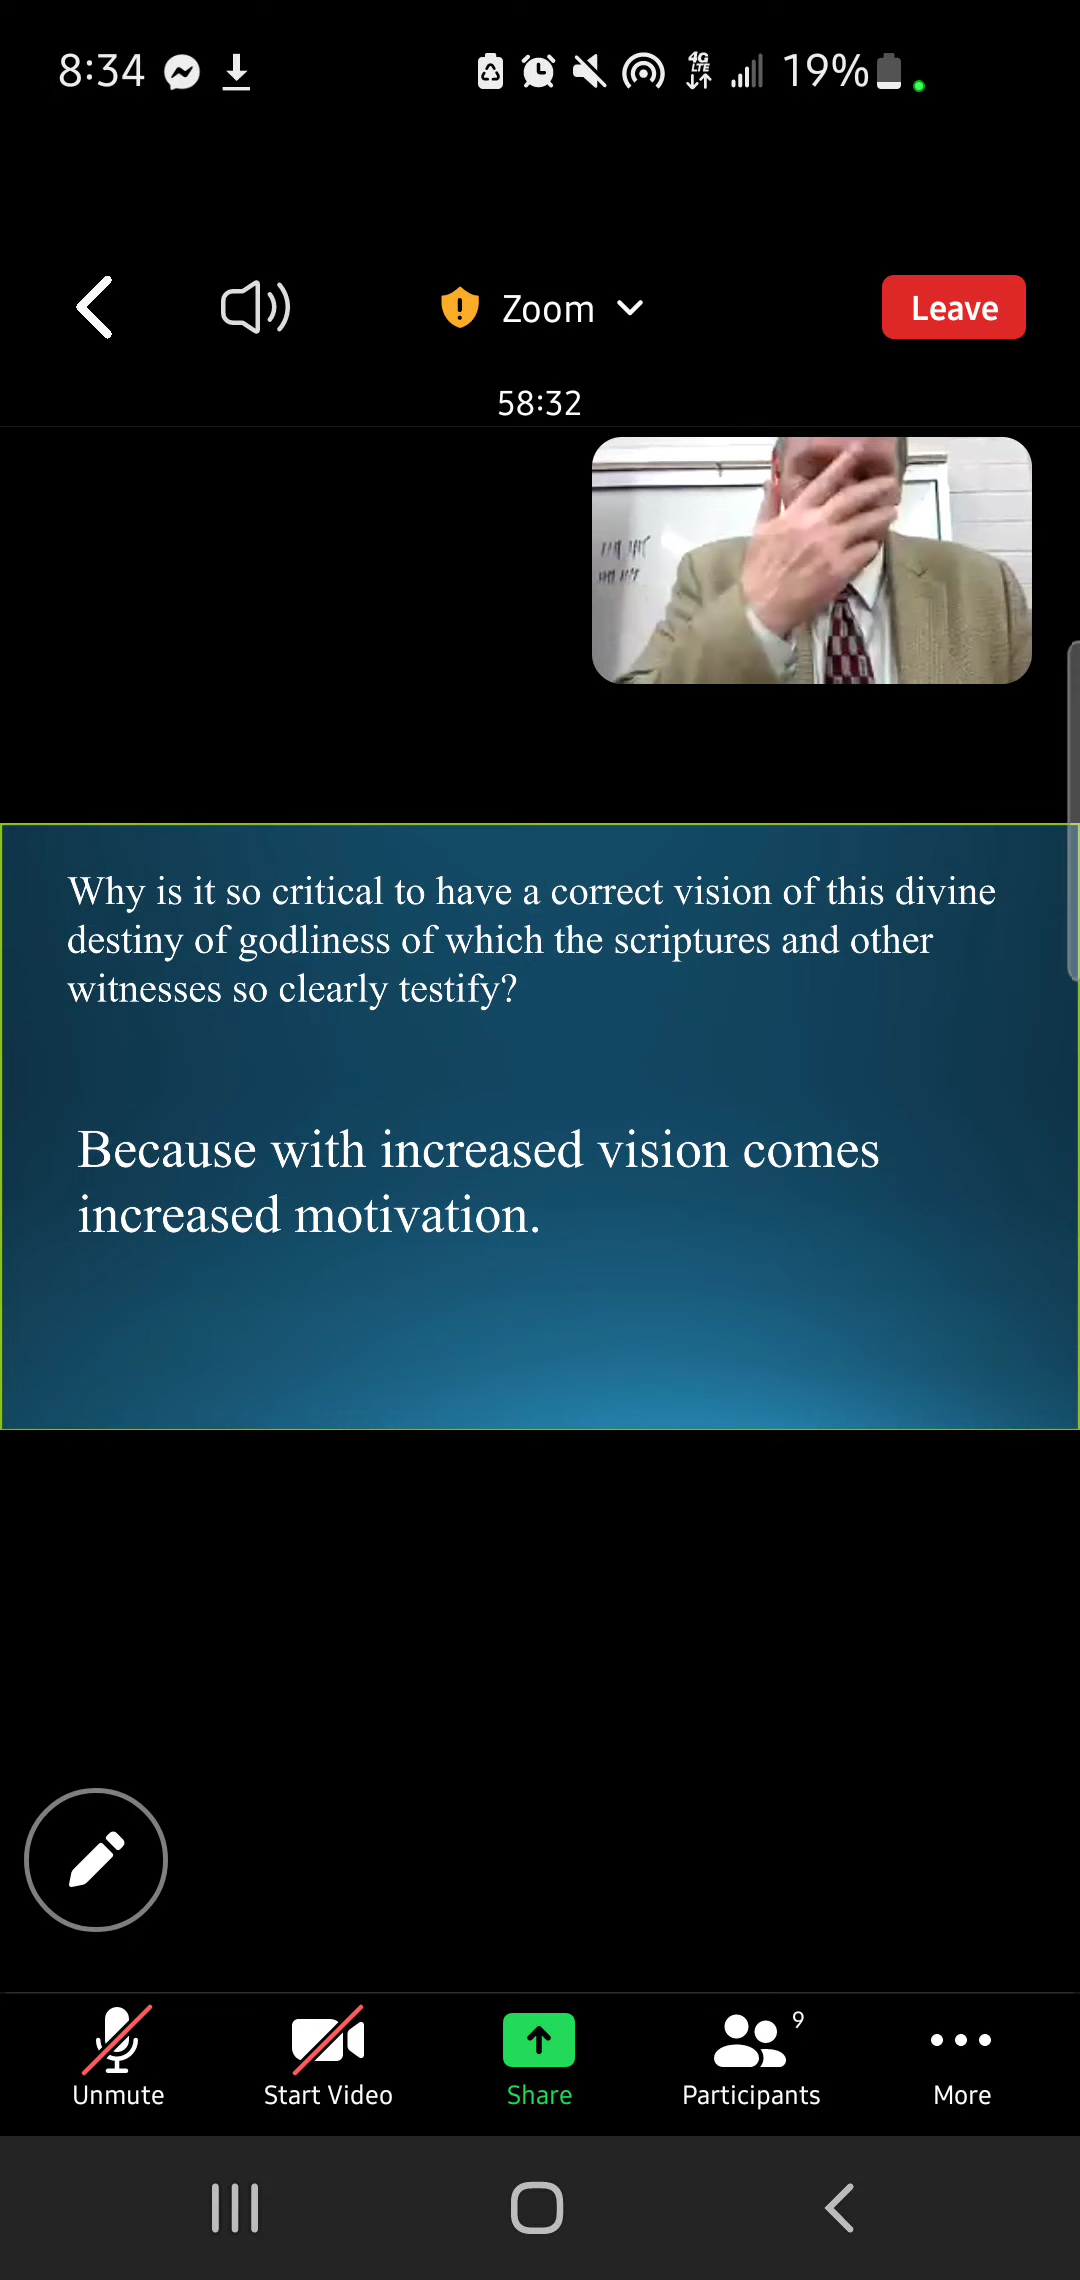 8:34
4G
LTE
19%
Zoom
Leave
58:32
Why is it so critical to have a correct vision of this divine
destiny of godliness of which the scriptures and other
witnesses so clearly testify?
Because with increased vision comes
increased motivation.
9
Unmute
Start Video
Share
Participants
More